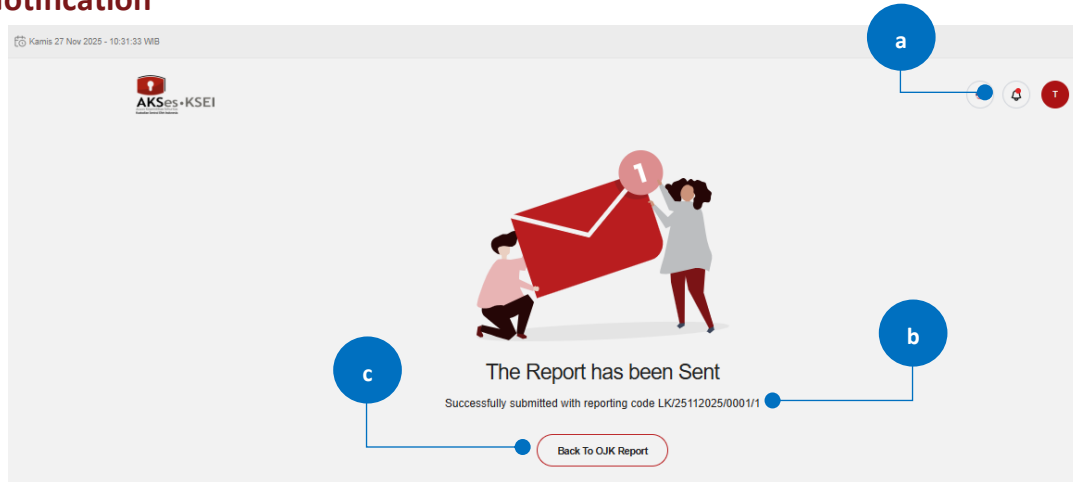 Notification
Kamis 27 Nov 2025 - 10:31:33 WIB
a
AKSes•KSEI
T
1
b
c
The Report has been Sent
Successfully submitted with reporting code LK/25112025/0001/1
Back To OJK Report